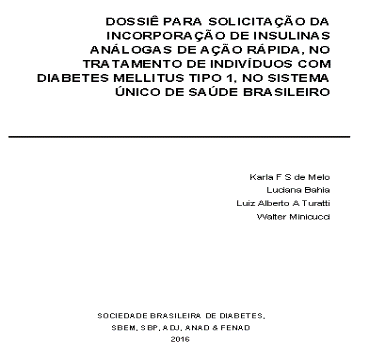 DOSSIÊ PARA SOLICITAÇÃO DA
INCORPORAÇÃO DE INSULINAS
ANÁLOGAS DE AÇÃO RÁPIDA, NO
TRATAMENTO DE INDIVÍDUOS COM
DIABETES MELLITUS TIPO 1, NO SISTEMA
ÚNICO DE SAÚDE BRASILEIRO
Karla F S de Melo
Luciana Bahia
Luiz Alberto A Turatti
Walter Minicucci
SOCIEDADE BRASILEIRA DE DIABETES,
SBEM, SBP, ADJ, ANAD & FENAD
2016